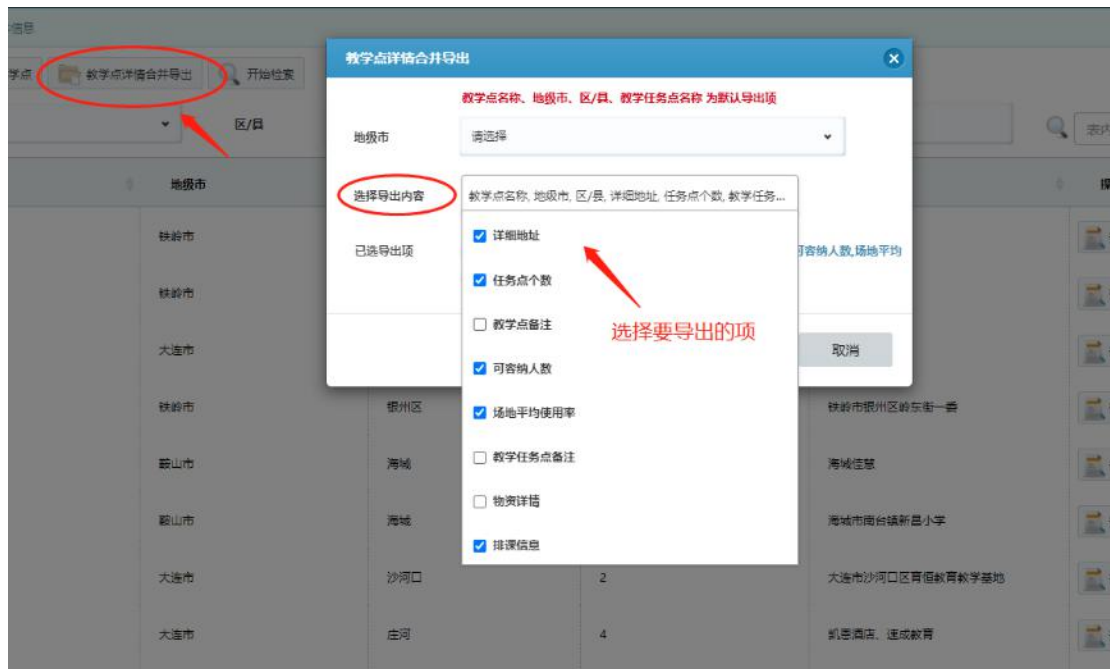 信息
学点
教学点详情合并导出
开始检索
教学点详情合并导出
教学点名称、地级市、区/县、教学任务点名称 为默认导出项
区/县
地级市
请选择
表内
地级市
选择导出内容
教学点名称, 地级市, 区/县, 详细地址, 任务点个数, 教学任务...
铁岭市
详细地址
已选导出项
可容纳人数,场地平均
铁岭市
任务点个数
教学点备注
选择要导出的项
大连市
取消
可容纳人数
铁岭市
银州区
场地平均使用率
铁岭市银州区岭东街一委
鞍山市
海城
教学任务点备注
海城佳慧
物资详情
鞍山市
海城
海城市南台镇新昌小学
排课信息
大连市
沙河口
2
大连市沙河口区育恒教育教学基地
大连市
庄河
4
凯恩酒店、速成教育